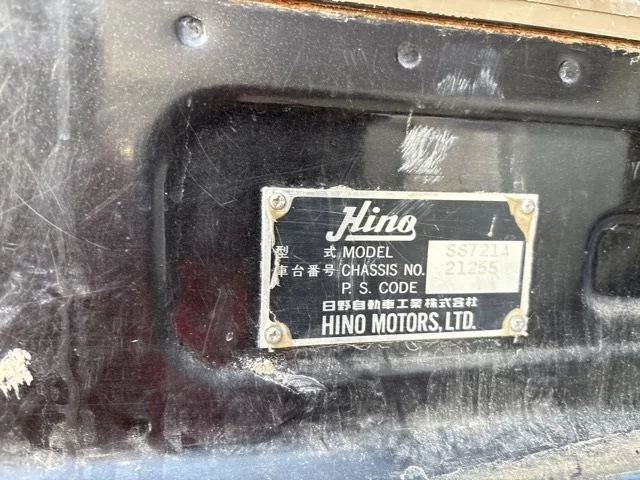 Hino
型式 MODEL SS721A
車台番号 CHASSIS NO. 21255
P. S. CODE
日野自動車工業株式会社
HINO MOTORS, LTD.